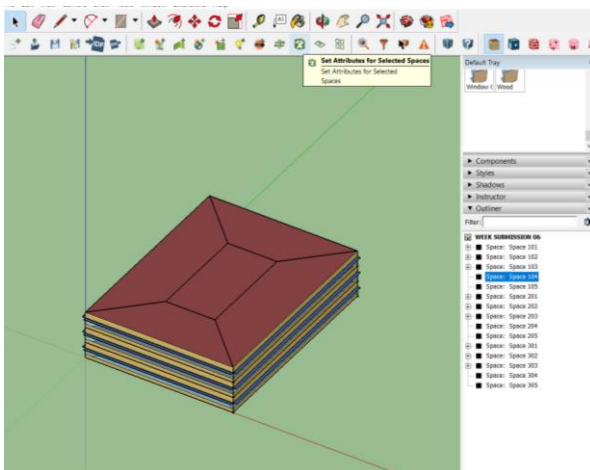 Set Attributes for Selected Spaces
Set Attributes for Selected
Spaces
Default Tray
Window Wood
Components
Styles
Shadows
Instructor
Outliner
Filter:
WEEK SUBMISSION 06
Space: Space 101
Space: Space 102
Space: Space 103
Space: Space 104
Space: Space 105
Space: Space 201
Space: Space 202
Space: Space 203
Space: Space 204
Space: Space 205
Space: Space 301
Space: Space 302
Space: Space 303
Space: Space 304
Space: Space 305